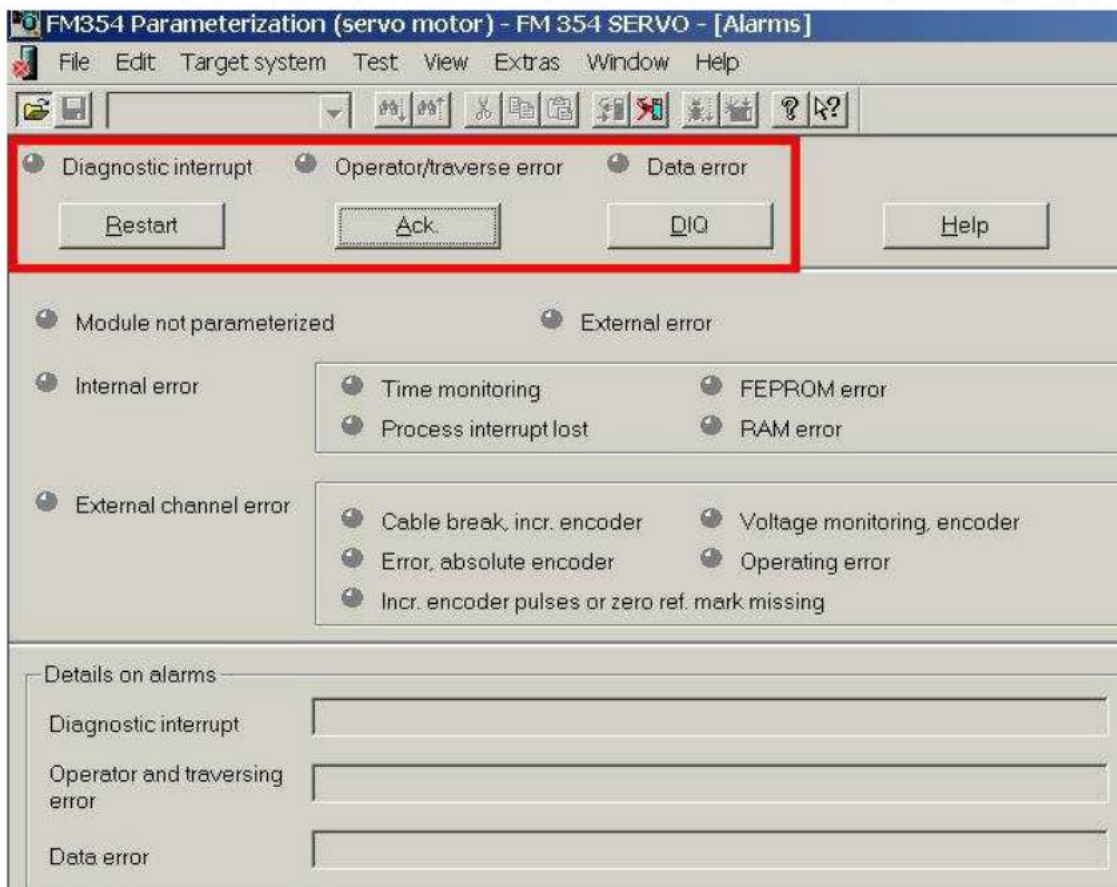 FM354 Parameterization (servo motor) - FM 354 SERVO - [Alarms]
File Edit Target system Test View Extras Window Help
Diagnostic interrupt Operator/traverse error Data error
Restart Ack. DIQ Help
Module not parameterized External error
Internal error Time monitoring FEPROM error
Process interrupt lost RAM error
External channel error
Cable break, incr. encoder Voltage monitoring, encoder
Error, absolute encoder Operating error
Incr. encoder pulses or zero ref. mark missing
Details on alarms
Diagnostic interrupt
Operator and traversing
error
Data error